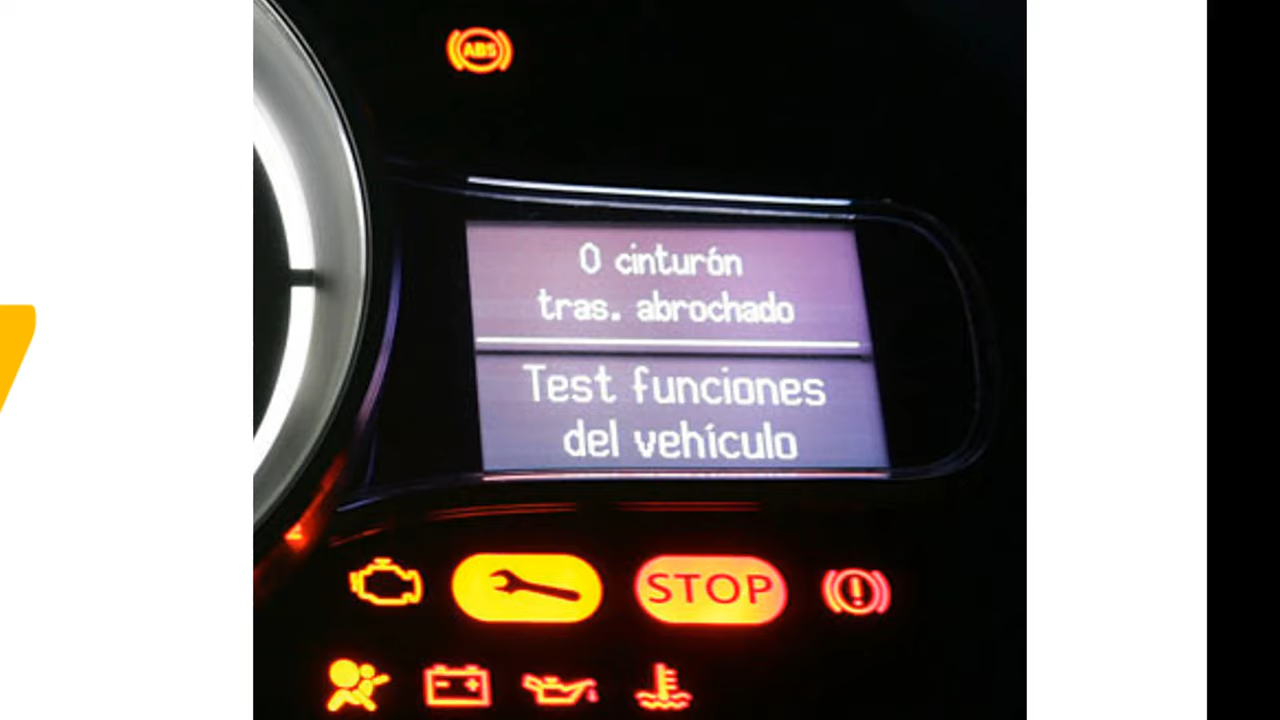 ABS
0 cinturón
tras. abrochado
Test funciones
del vehículo
STOP